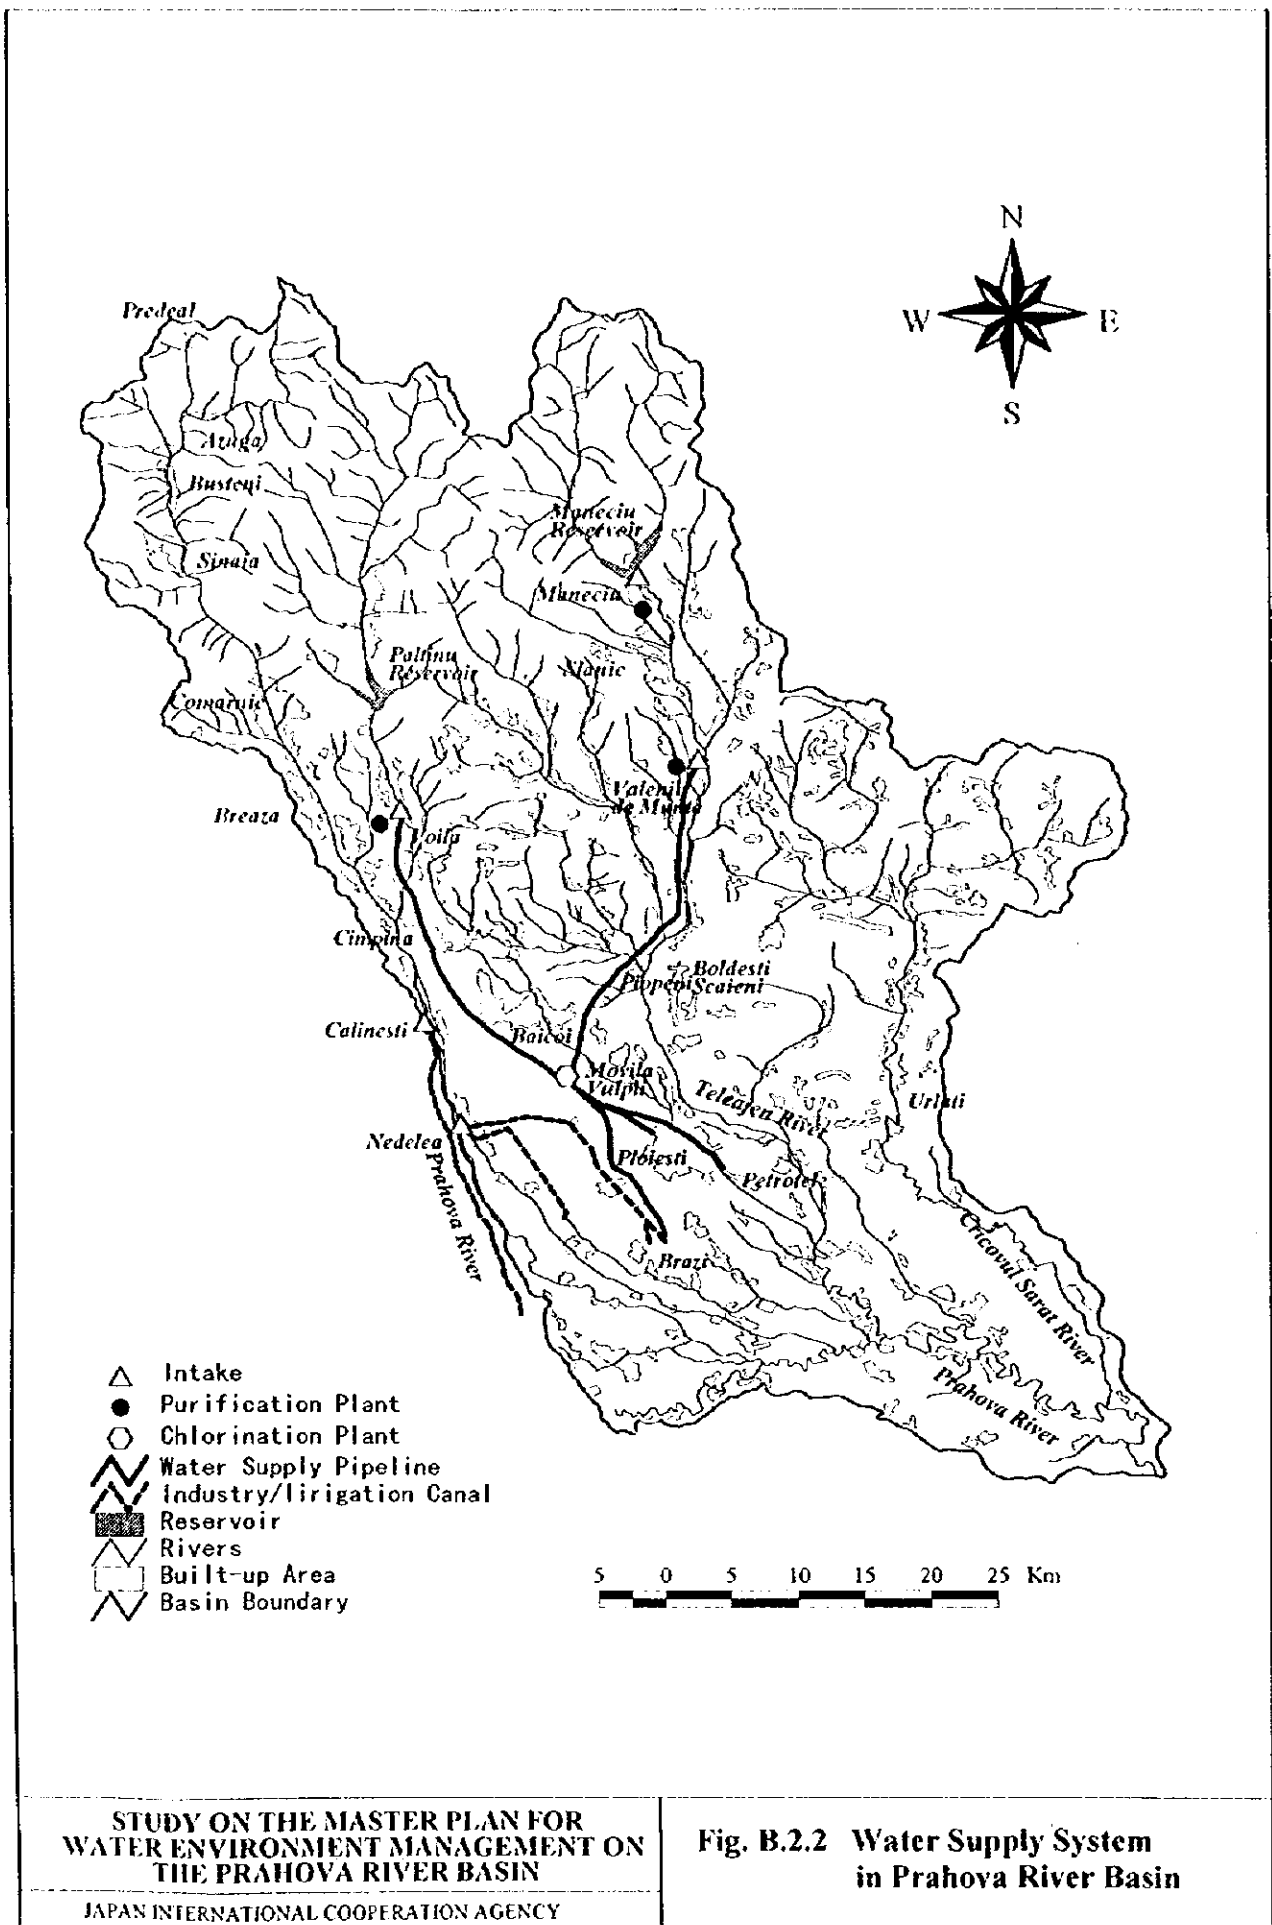 N
W
E
S
Predeal
Azuga
Busteni
Sinaia
Maneciu
Reservoir
Maneciu
Paltinu
Reservoir
Slanic
Comarnic
Valenii
de Munte
Breaza
Voila
Cimpina
Boldesti
Plopeni Scaieni
Calinesti
Baicoi
Movila
Vulpii
Teleajen River
Urlati
Nedelea
Ploiesti
Prahova River
Petrotel
Brazi
Cricovul Sarat River
Prahova River
Intake
Purification Plant
Chlorination Plant
Water Supply Pipeline
Industry/Iirigation Canal
Reservoir
Rivers
Built-up Area
Basin Boundary
5 0 5 10 15 20 25 Km
STUDY ON THE MASTER PLAN FOR
WATER ENVIRONMENT MANAGEMENT ON
THE PRAHOVA RIVER BASIN
JAPAN INTERNATIONAL COOPERATION AGENCY
Fig. B.2.2 Water Supply System
in Prahova River Basin